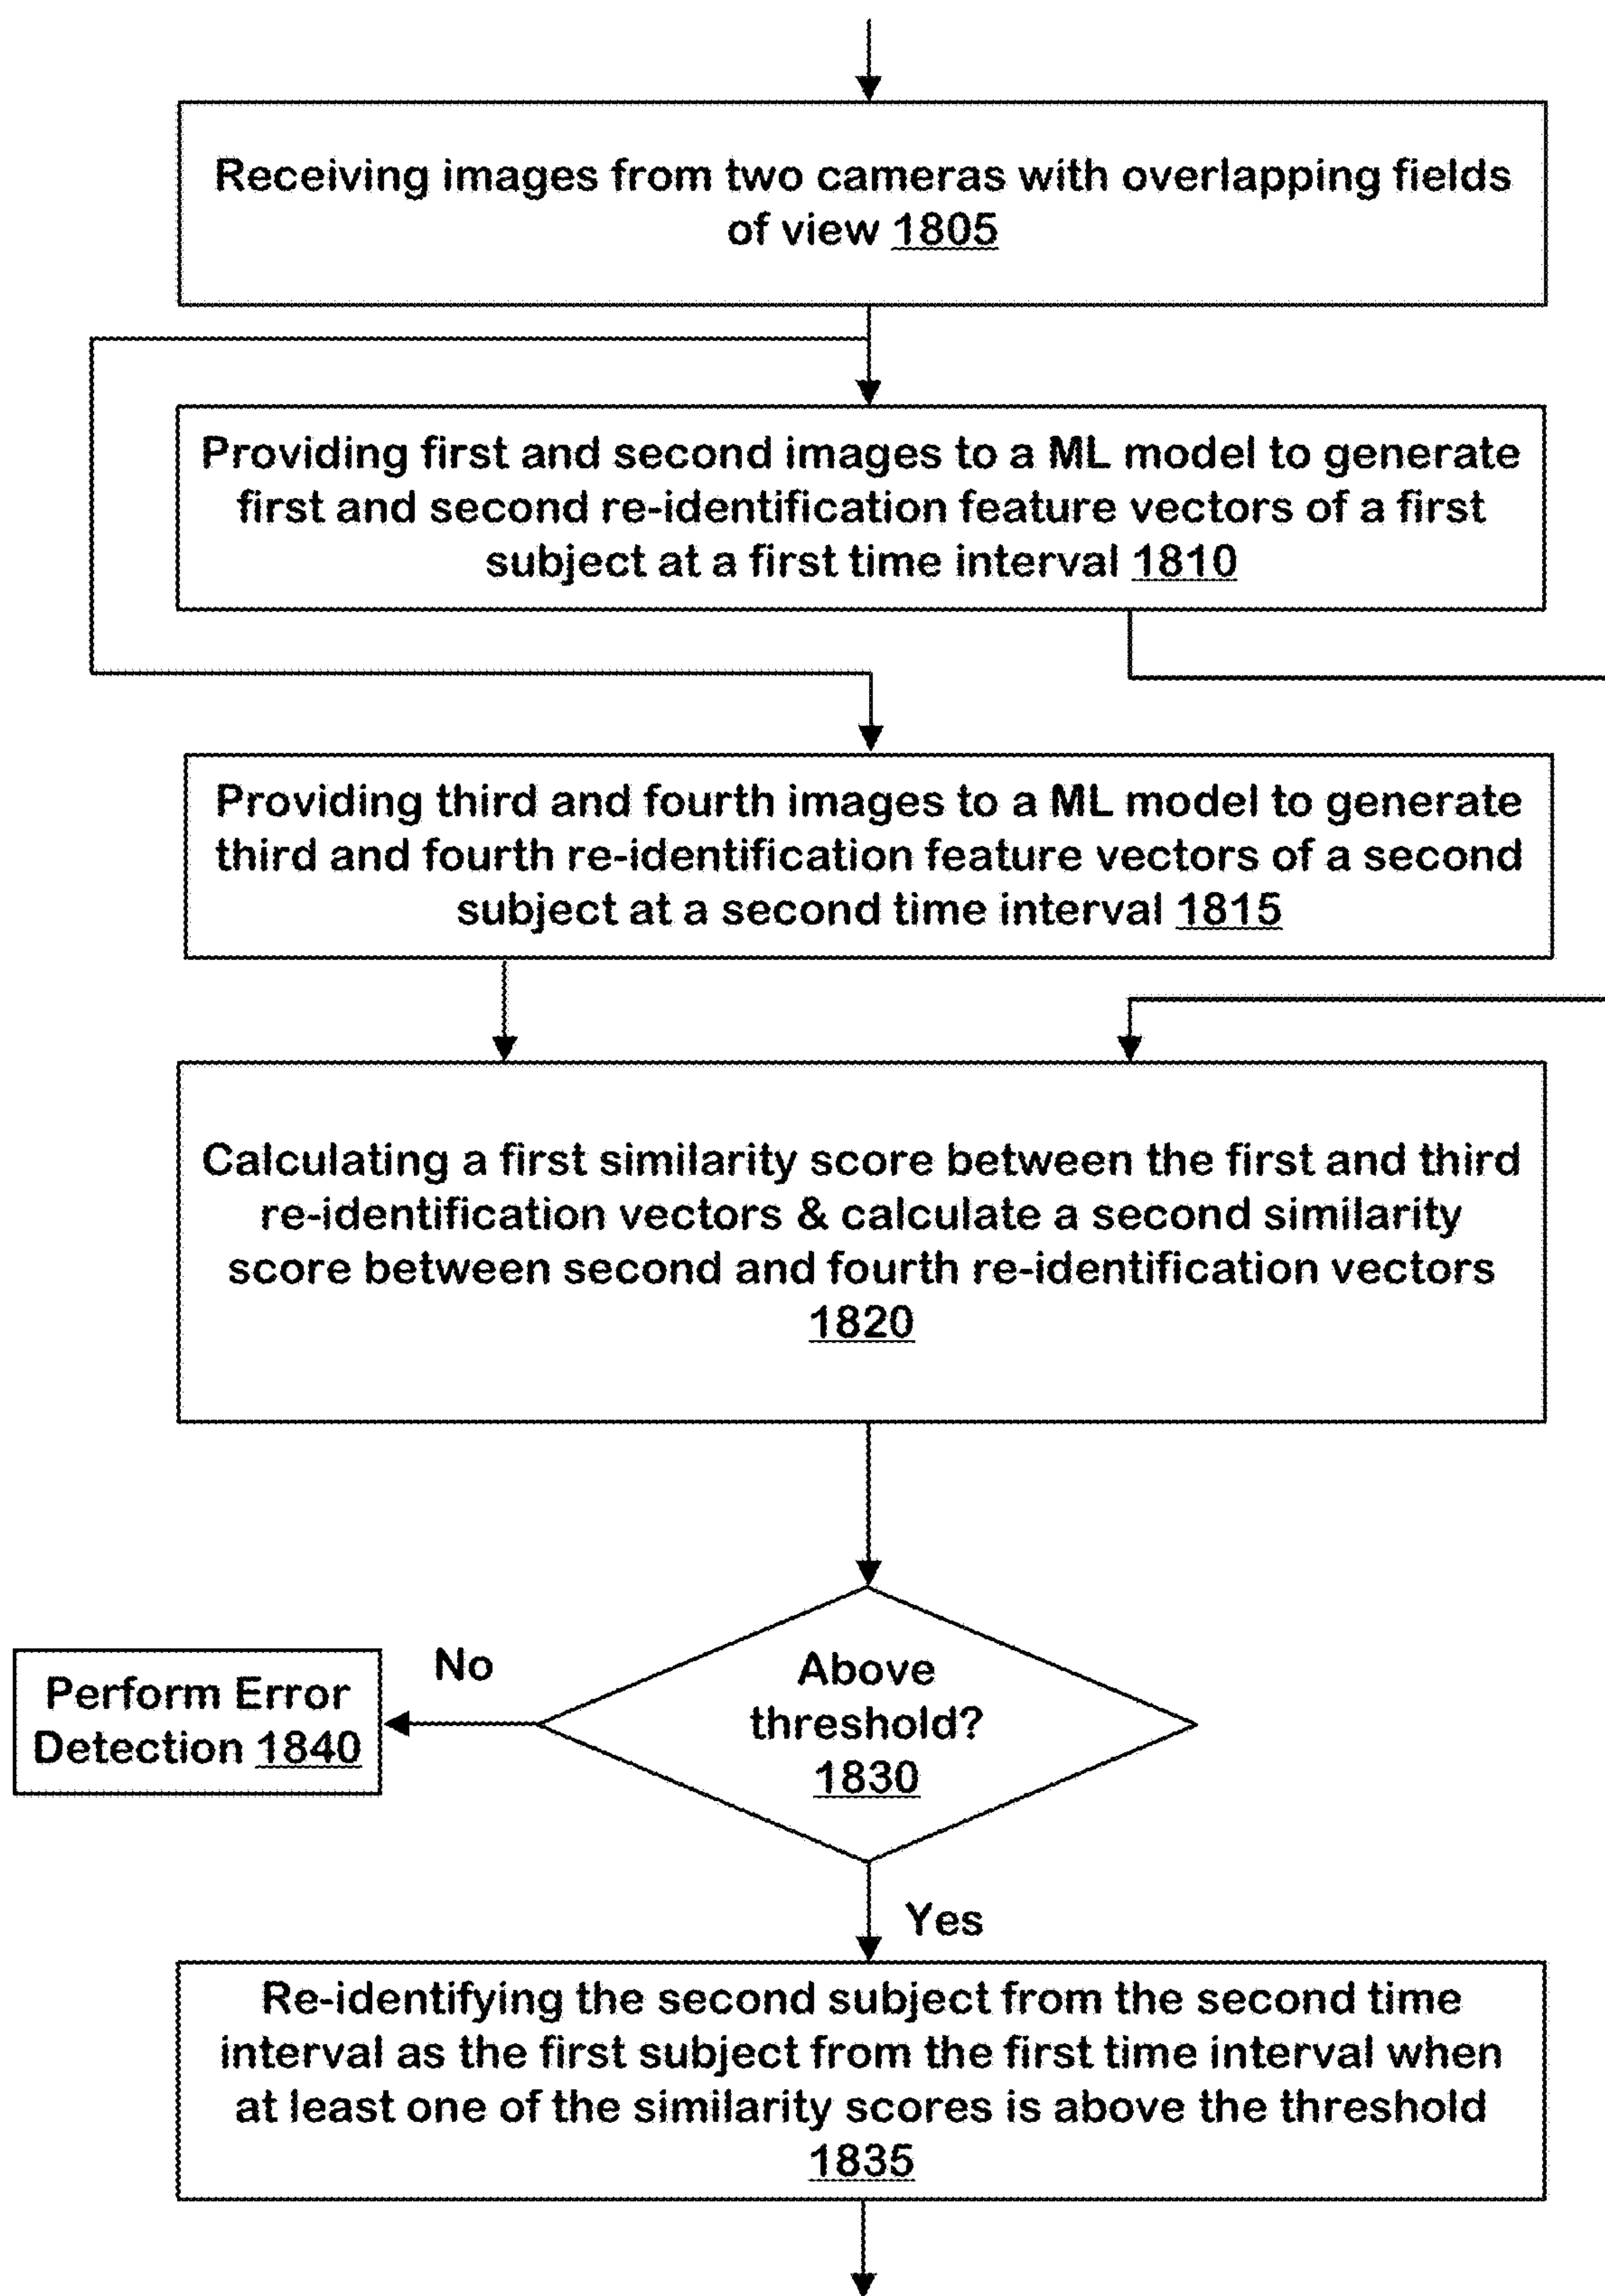 Receiving images from two cameras with overlapping fields
of view 1805
Providing first and second images to a ML model to generate
first and second re-identification feature vectors of a first
subject at a first time interval 1810
Providing third and fourth images to a ML model to generate
third and fourth re-identification feature vectors of a second
subject at a second time interval 1815
Calculating a first similarity score between the first and third
re-identification vectors & calculate a second similarity
score between second and fourth re-identification vectors
1820
Above
threshold?
1830
No
Perform Error
Detection 1840
Yes
Re-identifying the second subject from the second time
interval as the first subject from the first time interval when
at least one of the similarity scores is above the threshold
1835